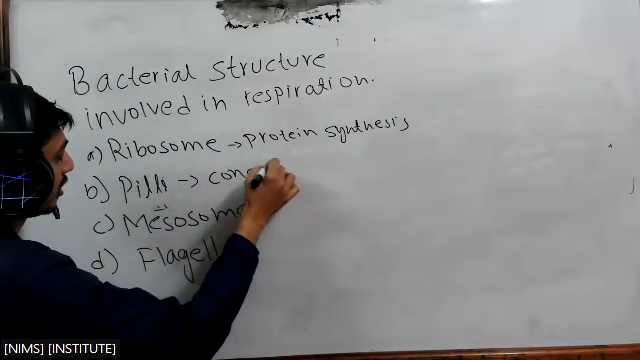 Bacterial structure
involved in respiration.
a) Ribosome → protein synthesis
b) Pilli → con
c) Mesosome
d) Flagell
[NIMS] [INSTITUTE]